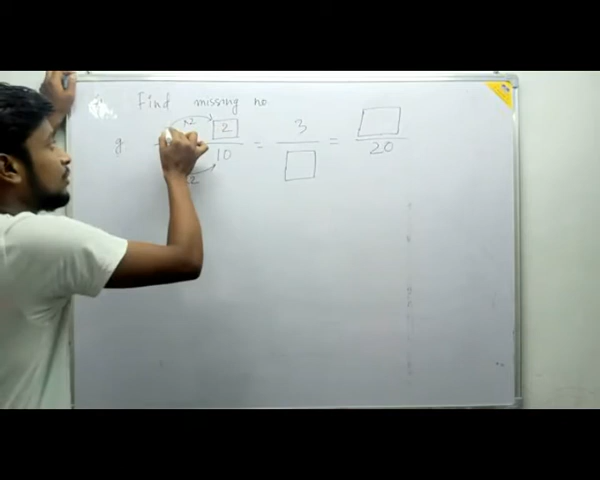 Find missing no
g ×2 2 3
10 = = 20
2